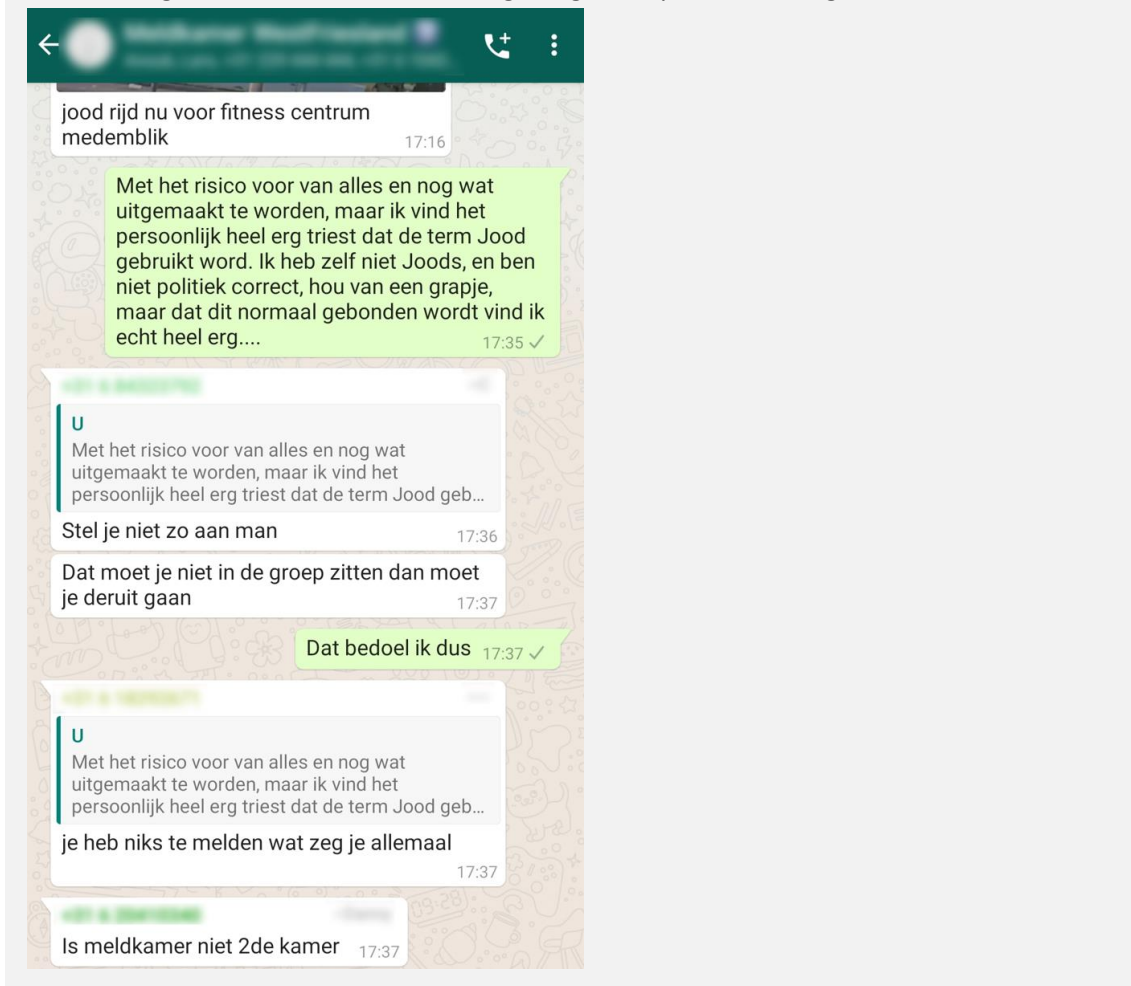 jood rijd nu voor fitness centrum
medemblik
17:16
Met het risico voor van alles en nog wat
uitgemaakt te worden, maar ik vind het
persoonlijk heel erg triest dat de term Jood
gebruikt word. Ik heb zelf niet Joods, en ben
niet politiek correct, hou van een grapje,
maar dat dit normaal gebonden wordt vind ik
echt heel erg....
17:35
U
Met het risico voor van alles en nog wat
uitgemaakt te worden, maar ik vind het
persoonlijk heel erg triest dat de term Jood geb...
Stel je niet zo aan man
17:36
Dat moet je niet in de groep zitten dan moet
je deruit gaan
17:37
Dat bedoel ik dus 17:37
U
Met het risico voor van alles en nog wat
uitgemaakt te worden, maar ik vind het
persoonlijk heel erg triest dat de term Jood geb...
je heb niks te melden wat zeg je allemaal
17:37
Is meldkamer niet 2de kamer 17:37